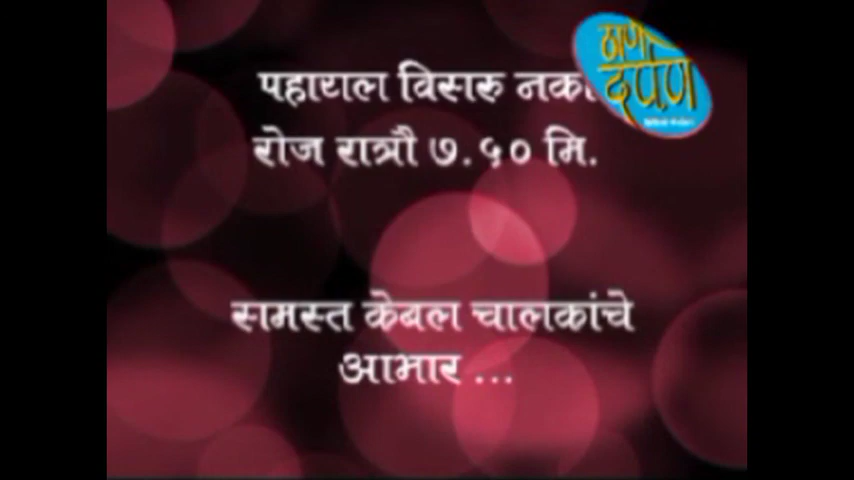 पहायला विसरु नका
रोज रात्रौ ७.५० मि.
समस्त केबल चालकांचे
आभार ...
ठाणे
दर्पण